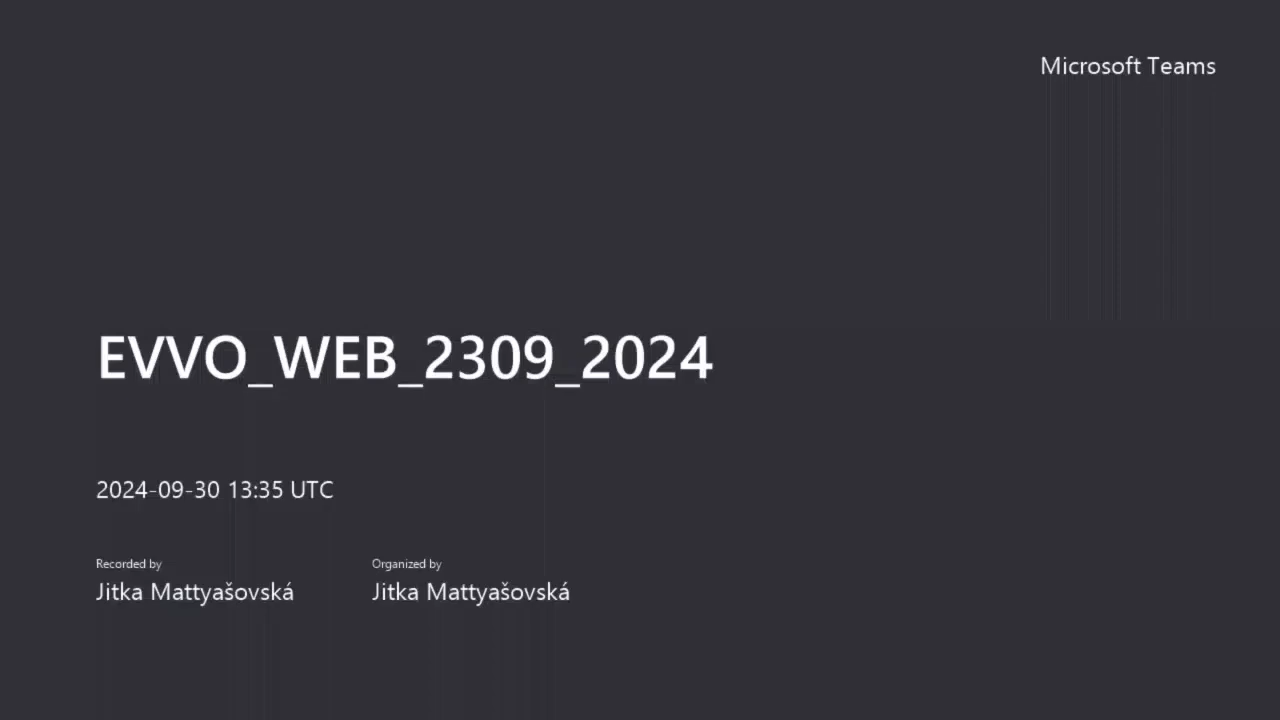 Microsoft Teams
EVVO_WEB_2309_2024
2024-09-30 13:35 UTC
Recorded by
Jitka Mattyašovská
Organized by
Jitka Mattyašovská